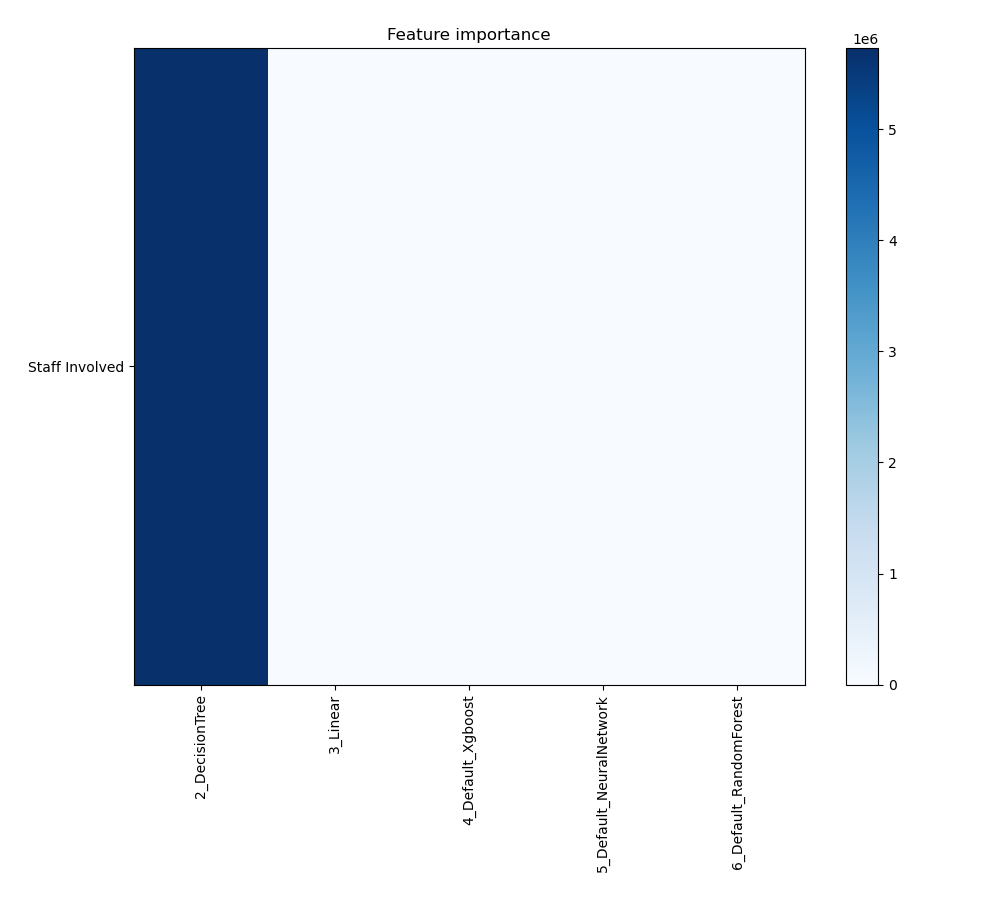 Feature importance
1e6
5
4
3
2
1
0
Staff Involved
2_DecisionTree
3_Linear
4_Default_Xgboost
5_Default_NeuralNetwork
6_Default_RandomForest